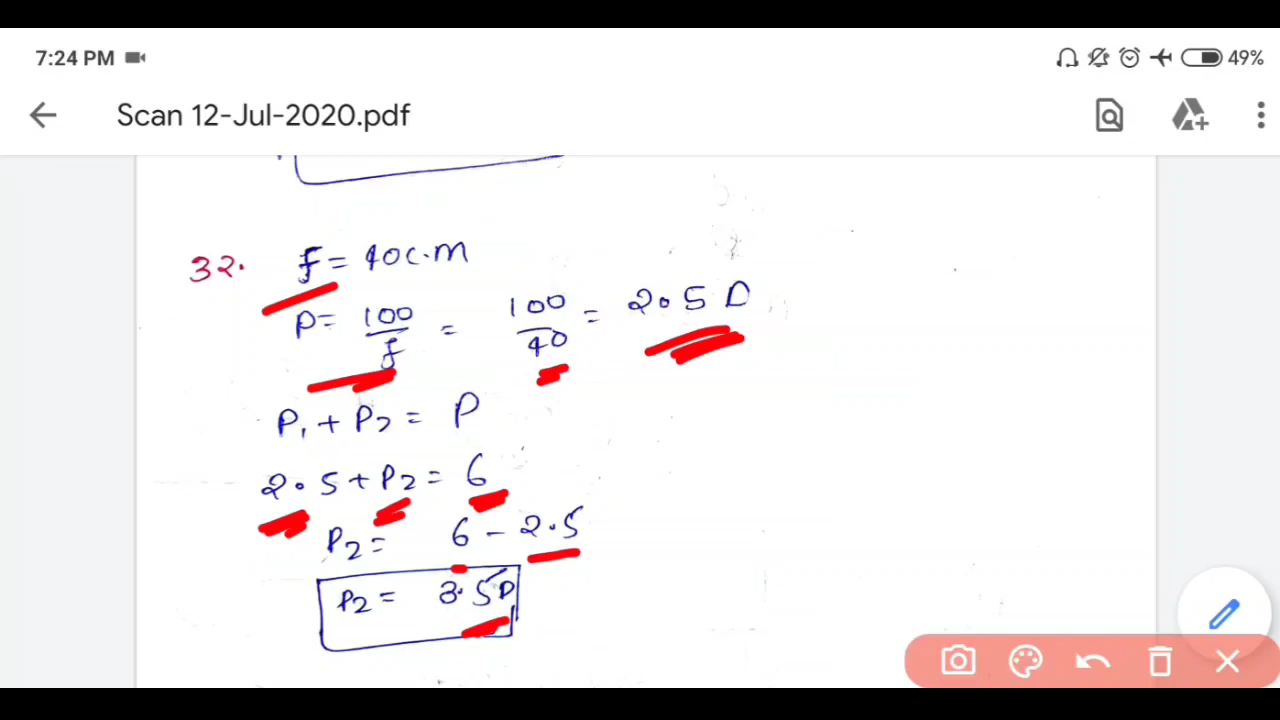 7:24 PM
49%
Scan 12-Jul-2020.pdf
32. f = 40c.m
P = 100/f = 100/40 = 2.5 D
P1 + P2 = P
2.5 + P2 = 6
P2 = 6 - 2.5
P2 = 3.5D